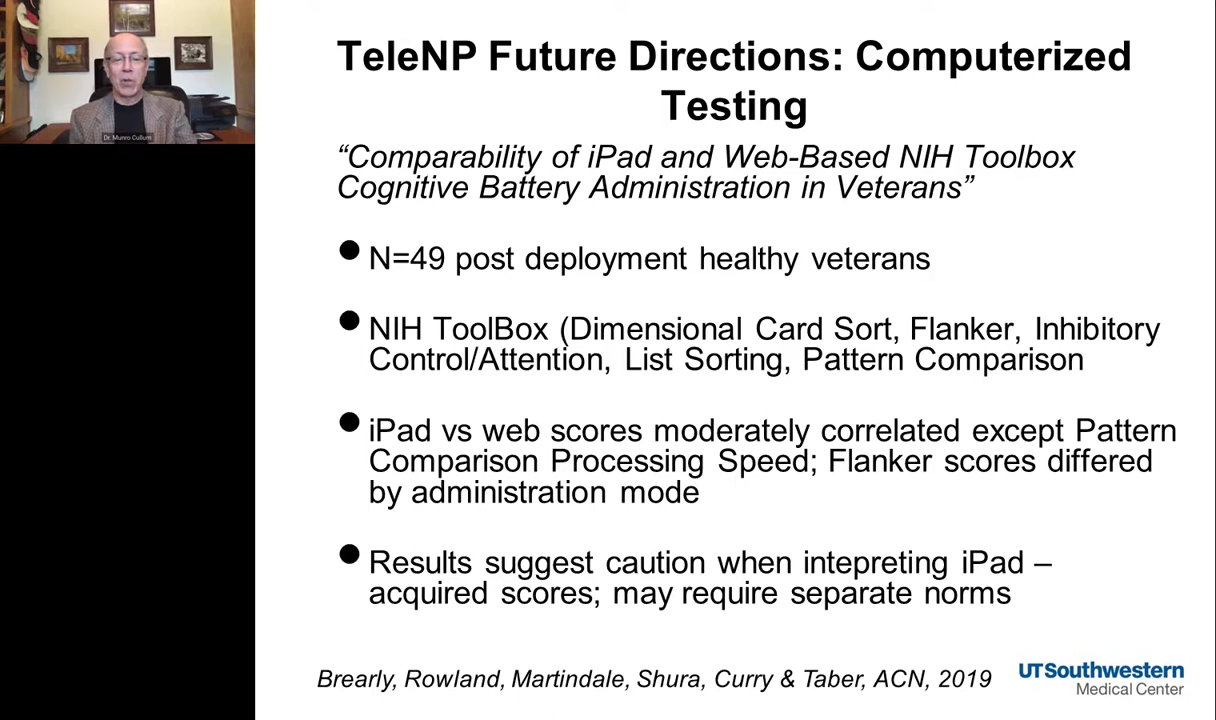 Dr. Munro Cullum
TeleNP Future Directions: Computerized
Testing
“Comparability of iPad and Web-Based NIH Toolbox
Cognitive Battery Administration in Veterans”
● N=49 post deployment healthy veterans
● NIH ToolBox (Dimensional Card Sort, Flanker, Inhibitory
Control/Attention, List Sorting, Pattern Comparison
● iPad vs web scores moderately correlated except Pattern
Comparison Processing Speed; Flanker scores differed
by administration mode
● Results suggest caution when intepreting iPad –
acquired scores; may require separate norms
Brearly, Rowland, Martindale, Shura, Curry & Taber, ACN, 2019
UTSouthwestern
Medical Center